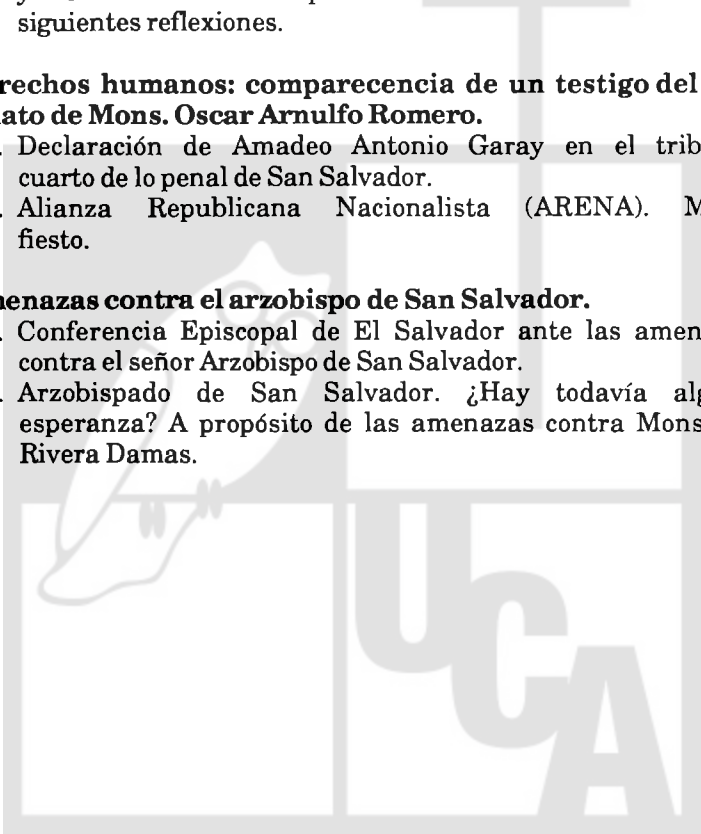 siguientes reflexiones.
rechos humanos: comparecencia de un testigo del
ato de Mons. Oscar Arnulfo Romero.
. Declaración de Amadeo Antonio Garay en el trib
cuarto de lo penal de San Salvador.
. Alianza Republicana Nacionalista (ARENA). M
fiesto.
enazas contra el arzobispo de San Salvador.
. Conferencia Episcopal de El Salvador ante las amen
contra el señor Arzobispo de San Salvador.
. Arzobispado de San Salvador. ¿Hay todavía alg
esperanza? A propósito de las amenazas contra Mons
Rivera Damas.
UCA